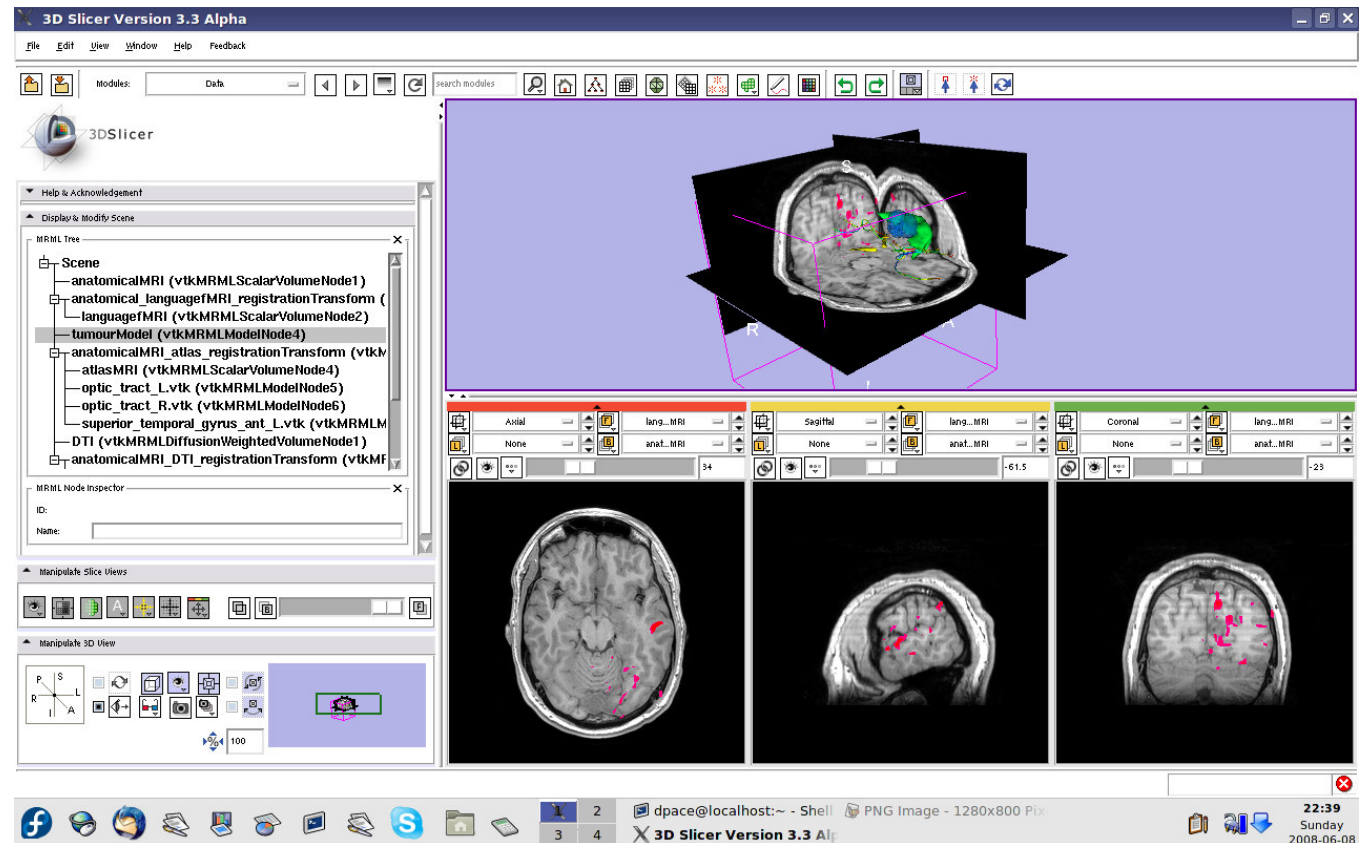 3D Slicer Version 3.3 Alpha
File Edit View Window Help Feedback
Modules: Data search modules
3DSlicer
Help & Acknowledgement
Display & Modify Scene
MRML Tree
Scene
anatomicalMRI (vtkMRMLScalarVolumeNode1)
anatomical_languagefMRI_registrationTransform (
languagefMRI (vtkMRMLScalarVolumeNode2)
tumourModel (vtkMRMLModelNode4)
anatomicalMRI_atlas_registrationTransform (vtkM
atlasMRI (vtkMRMLScalarVolumeNode4)
optic_tract_L.vtk (vtkMRMLModelNode5)
optic_tract_R.vtk (vtkMRMLModelNode6)
superior_temporal_gyrus_ant_L.vtk (vtkMRMLM
DTI (vtkMRMLDiffusionWeightedVolumeNode1)
anatomicalMRI_DTI_registrationTransform (vtkMF
MRML Node Inspector
ID:
Name:
Manipulate Slice Views
Manipulate 3D View
P S L
R I A
100
S
R A
Axial lang...MRI
None anat...MRI
34
Sagittal lang...MRI
None anat...MRI
-61.5
Coronal lang...MRI
None anat...MRI
-23
1 2
3 4
dpace@localhost:~ - Shell
PNG Image - 1280x800 Pix
3D Slicer Version 3.3 Alp
22:39
Sunday
2008-06-08